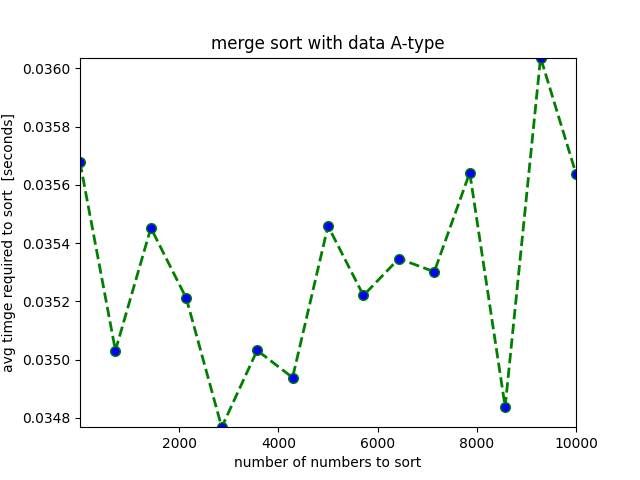 merge sort with data A-type
avg timge required to sort [seconds]
0.0360
0.0358
0.0356
0.0354
0.0352
0.0350
0.0348
2000 4000 6000 8000 10000
number of numbers to sort